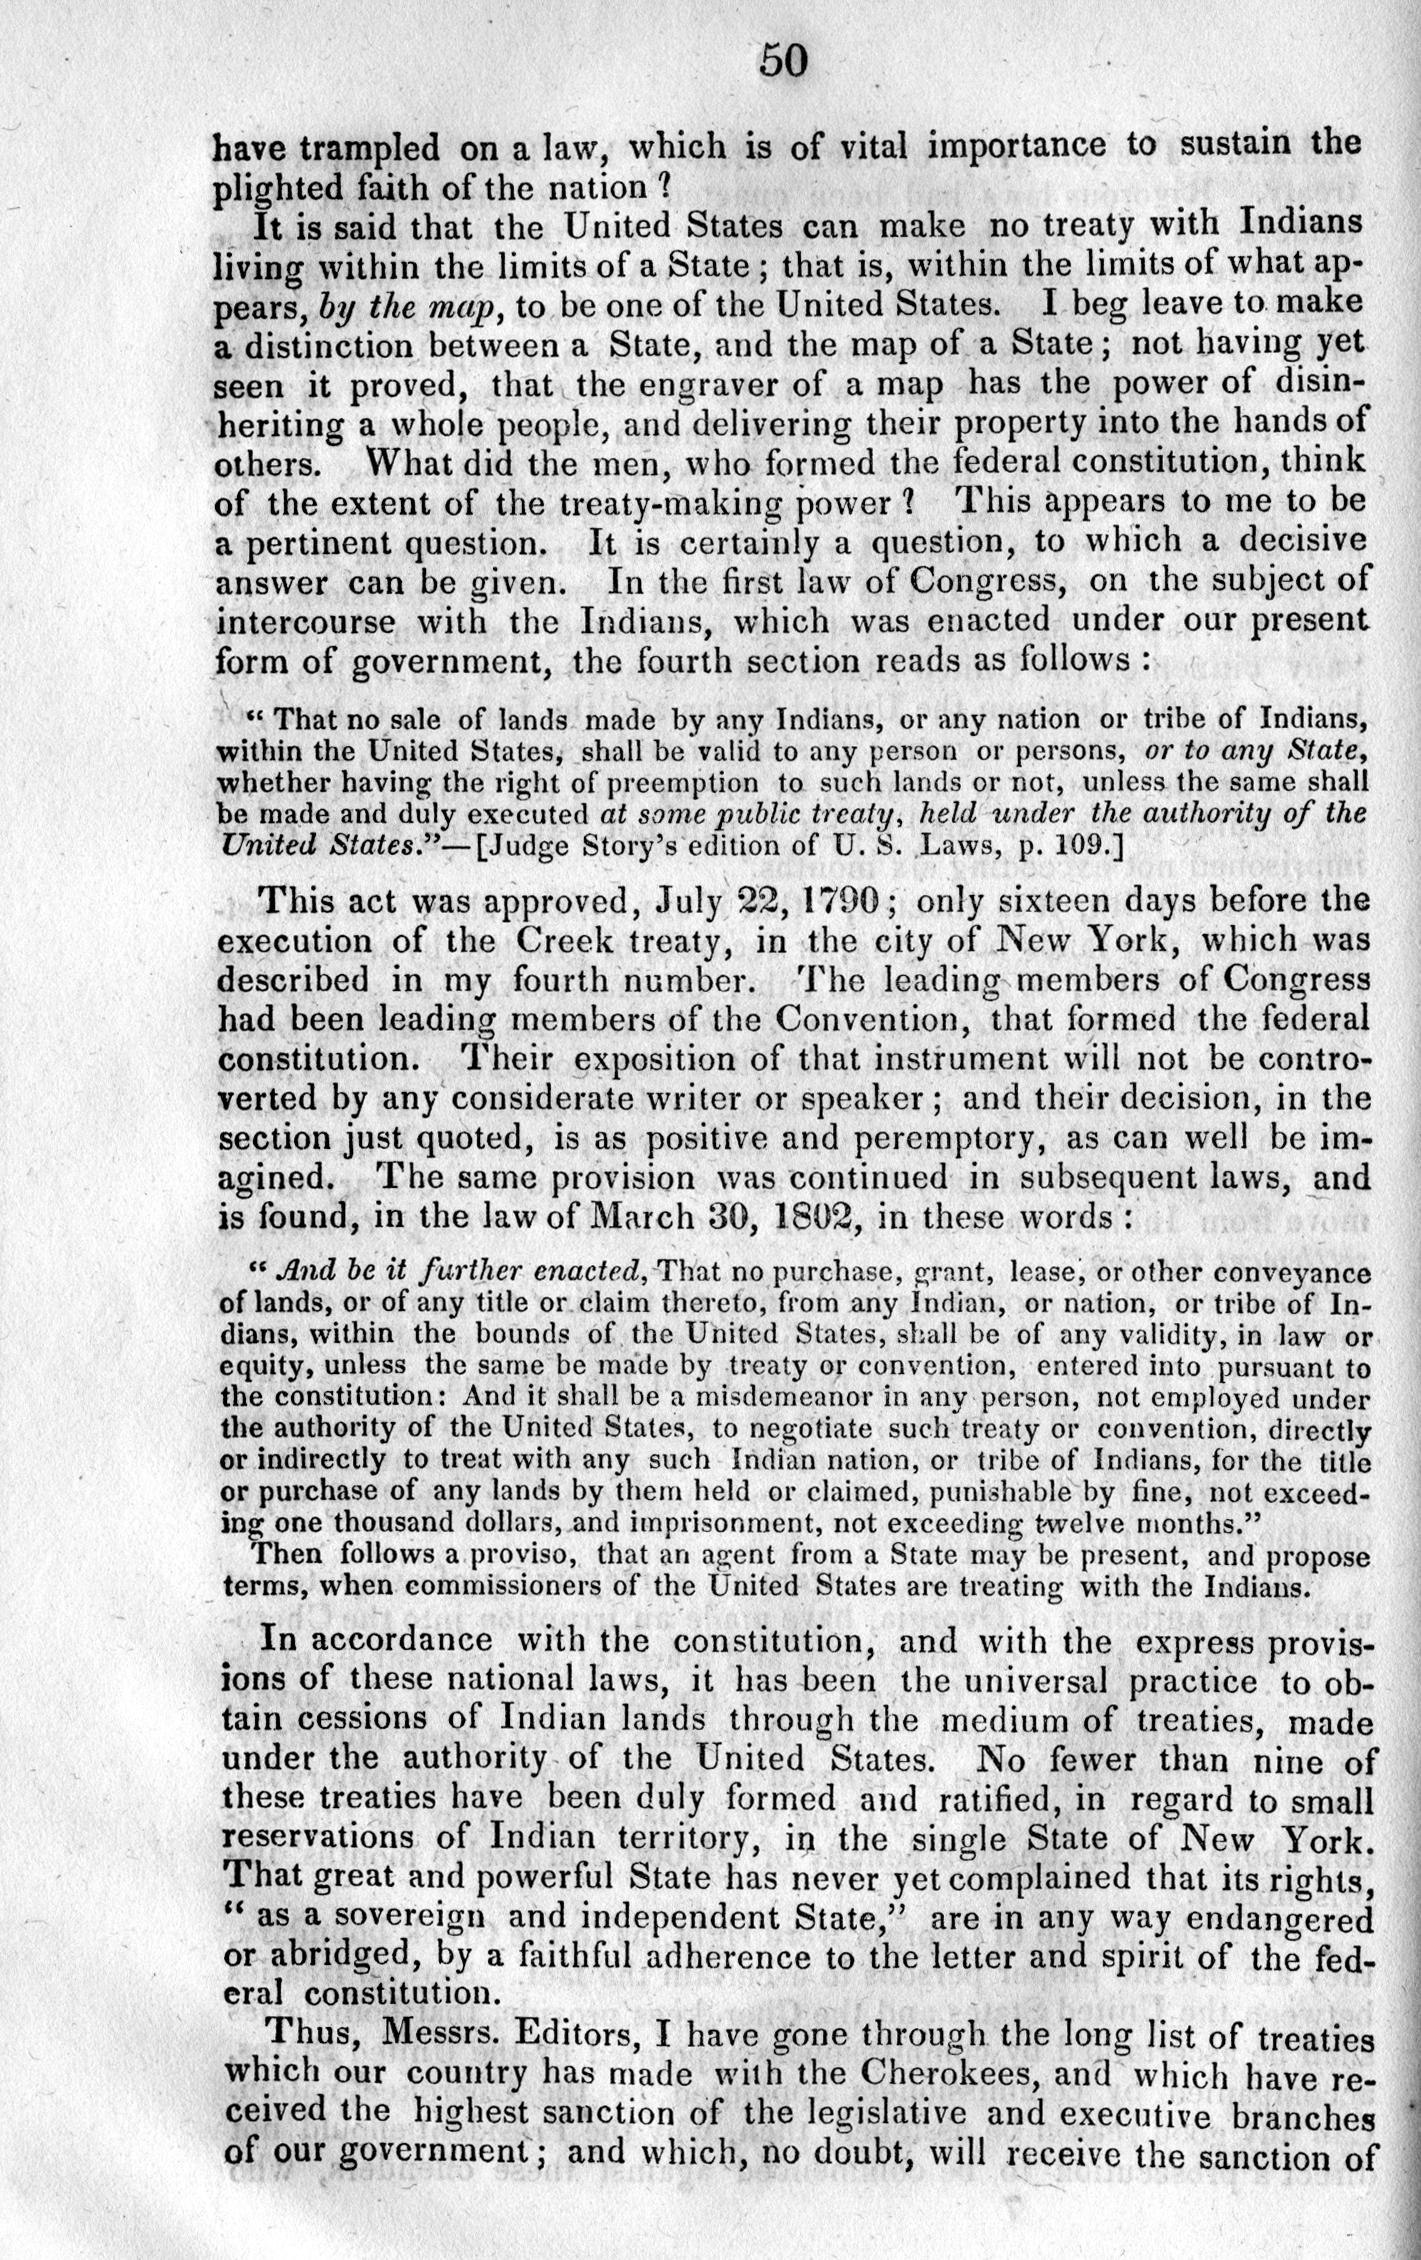 50
have trampled on a law, which is of vital importance to sustain the
plighted faith of the nation ?
It is said that the United States can make no treaty with Indians
living within the limits of a State ; that is, within the limits of what ap-
pears, by the map, to be one of the United States. I beg leave to make
a distinction between a State, and the map of a State ; not having yet
seen it proved, that the engraver of a map has the power of disin-
heriting a whole people, and delivering their property into the hands of
others. What did the men, who formed the federal constitution, think
of the extent of the treaty-making power ? This appears to me to be
a pertinent question. It is certainly a question, to which a decisive
answer can be given. In the first law of Congress, on the subject of
intercourse with the Indians, which was enacted under our present
form of government, the fourth section reads as follows :
“ That no sale of lands made by any Indians, or any nation or tribe of Indians,
within the United States, shall be valid to any person or persons, or to any State,
whether having the right of preemption to such lands or not, unless the same shall
be made and duly executed at some public treaty, held under the authority of the
United States.”—[Judge Story’s edition of U. S. Laws, p. 109.]
This act was approved, July 22, 1790 ; only sixteen days before the
execution of the Creek treaty, in the city of New York, which was
described in my fourth number. The leading members of Congress
had been leading members of the Convention, that formed the federal
constitution. Their exposition of that instrument will not be contro-
verted by any considerate writer or speaker ; and their decision, in the
section just quoted, is as positive and peremptory, as can well be im-
agined. The same provision was continued in subsequent laws, and
is found, in the law of March 30, 1802, in these words :
“ And be it further enacted, That no purchase, grant, lease, or other conveyance
of lands, or of any title or claim thereto, from any Indian, or nation, or tribe of In-
dians, within the bounds of the United States, shall be of any validity, in law or
equity, unless the same be made by treaty or convention, entered into pursuant to
the constitution: And it shall be a misdemeanor in any person, not employed under
the authority of the United States, to negotiate such treaty or convention, directly
or indirectly to treat with any such Indian nation, or tribe of Indians, for the title
or purchase of any lands by them held or claimed, punishable by fine, not exceed-
ing one thousand dollars, and imprisonment, not exceeding twelve months.”
Then follows a proviso, that an agent from a State may be present, and propose
terms, when commissioners of the United States are treating with the Indians.
In accordance with the constitution, and with the express provis-
ions of these national laws, it has been the universal practice to ob-
tain cessions of Indian lands through the medium of treaties, made
under the authority of the United States. No fewer than nine of
these treaties have been duly formed and ratified, in regard to small
reservations of Indian territory, in the single State of New York.
That great and powerful State has never yet complained that its rights,
“ as a sovereign and independent State,” are in any way endangered
or abridged, by a faithful adherence to the letter and spirit of the fed-
eral constitution.
Thus, Messrs. Editors, I have gone through the long list of treaties
which our country has made with the Cherokees, and which have re-
ceived the highest sanction of the legislative and executive branches
of our government ; and which, no doubt, will receive the sanction of